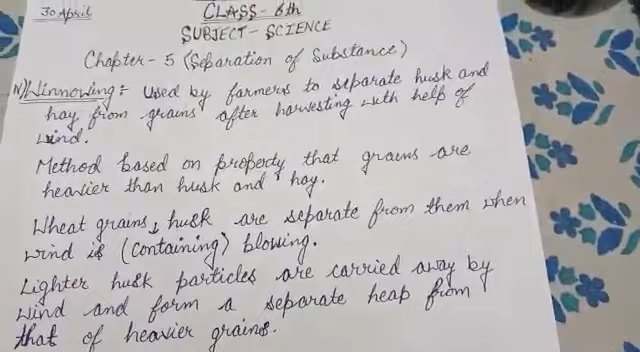 30 April
CLASS - 6th
SUBJECT - SCIENCE
Chapter - 5 (Separation of Substance)
IV) Winnowing :- used by farmers to separate husk and
hay from grains after harvesting with help of
wind.
Method based on property that grains are
heavier than husk and hay.
Wheat grains, husk are separate from them when
wind is (containing) blowing.
Lighter husk particles are carried away by
wind and form a separate heap from
that of heavier grains.